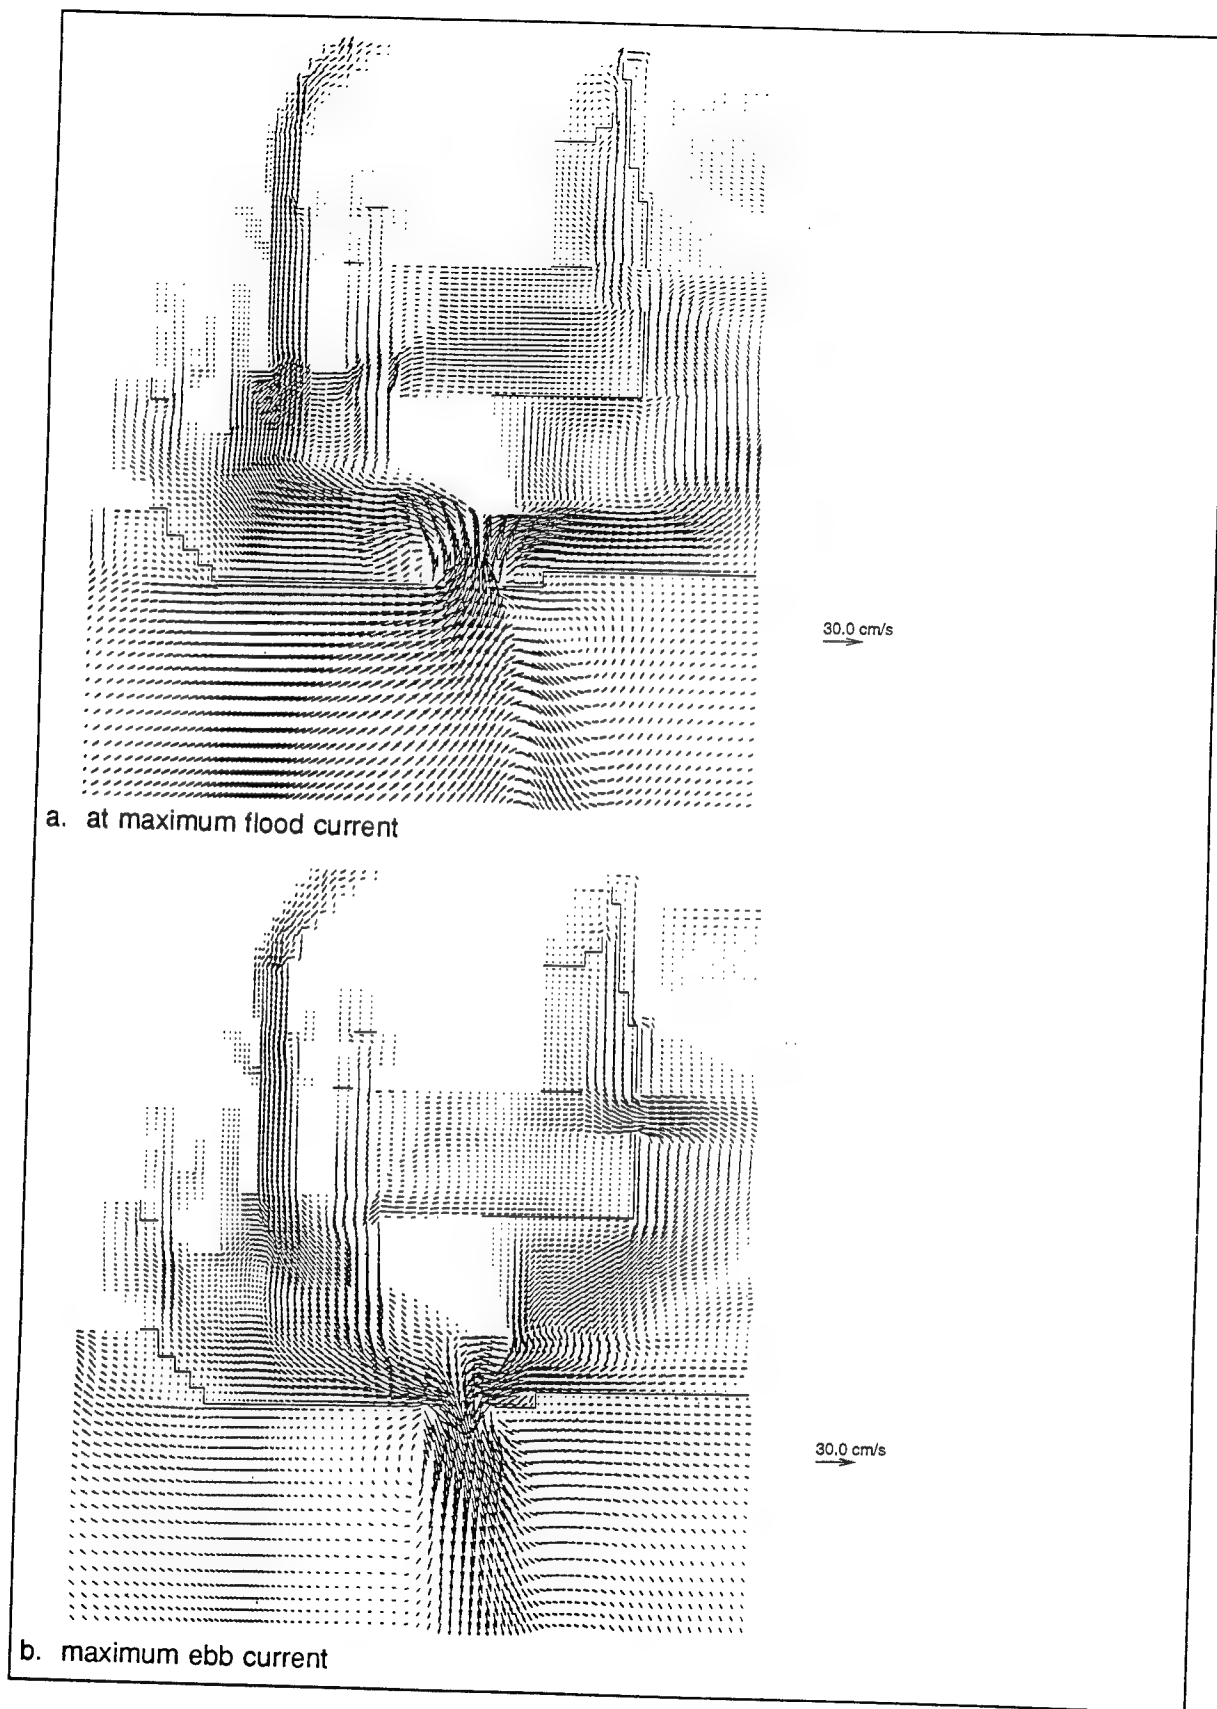 30.0 cm/s
a. at maximum flood current
30.0 cm/s
b. maximum ebb current